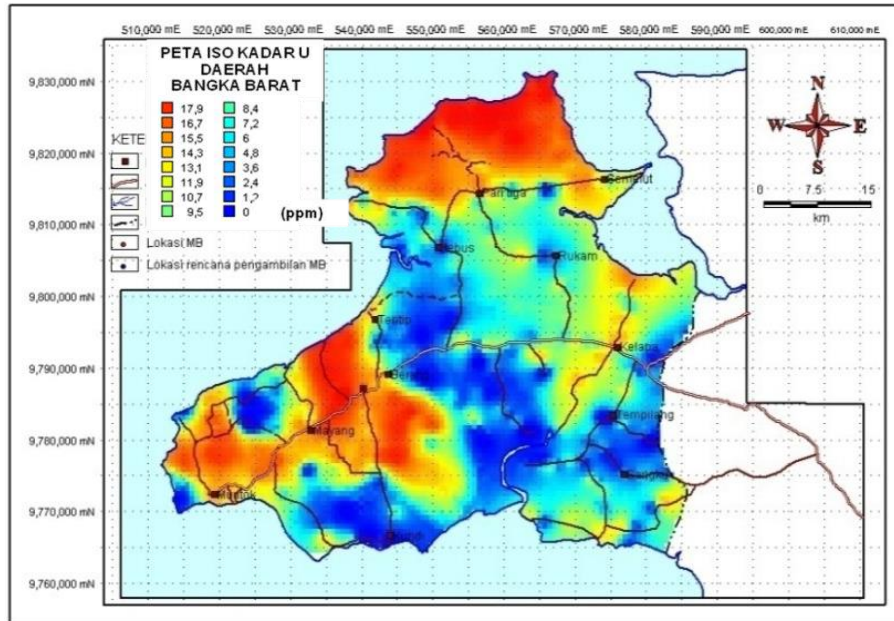 510,000 mE 520,000 mE 530,000 mE 540,000 mE 550,000 mE 560,000 mE 570,000 mE 580,000 mE 590,000 mE 600,000 mE 610,000 mE
PETA ISO KADAR U
DAERAH
BANGKA BARAT
17,9 8,4
16,7 7,2
15,5 6
14,3 4,8
13,1 3,6
11,9 2,4
10,7 1,2
9,5 0 (ppm)
KETE
Lokasi MB
Lokasi rencana pengambilan MB
N
W E
S
0 7.5 15
km
9,830,000 mN
9,820,000 mN
9,810,000 mN
9,800,000 mN
9,790,000 mN
9,780,000 mN
9,770,000 mN
9,760,000 mN
Rukam
Kelapa
Mayang
Tempilang